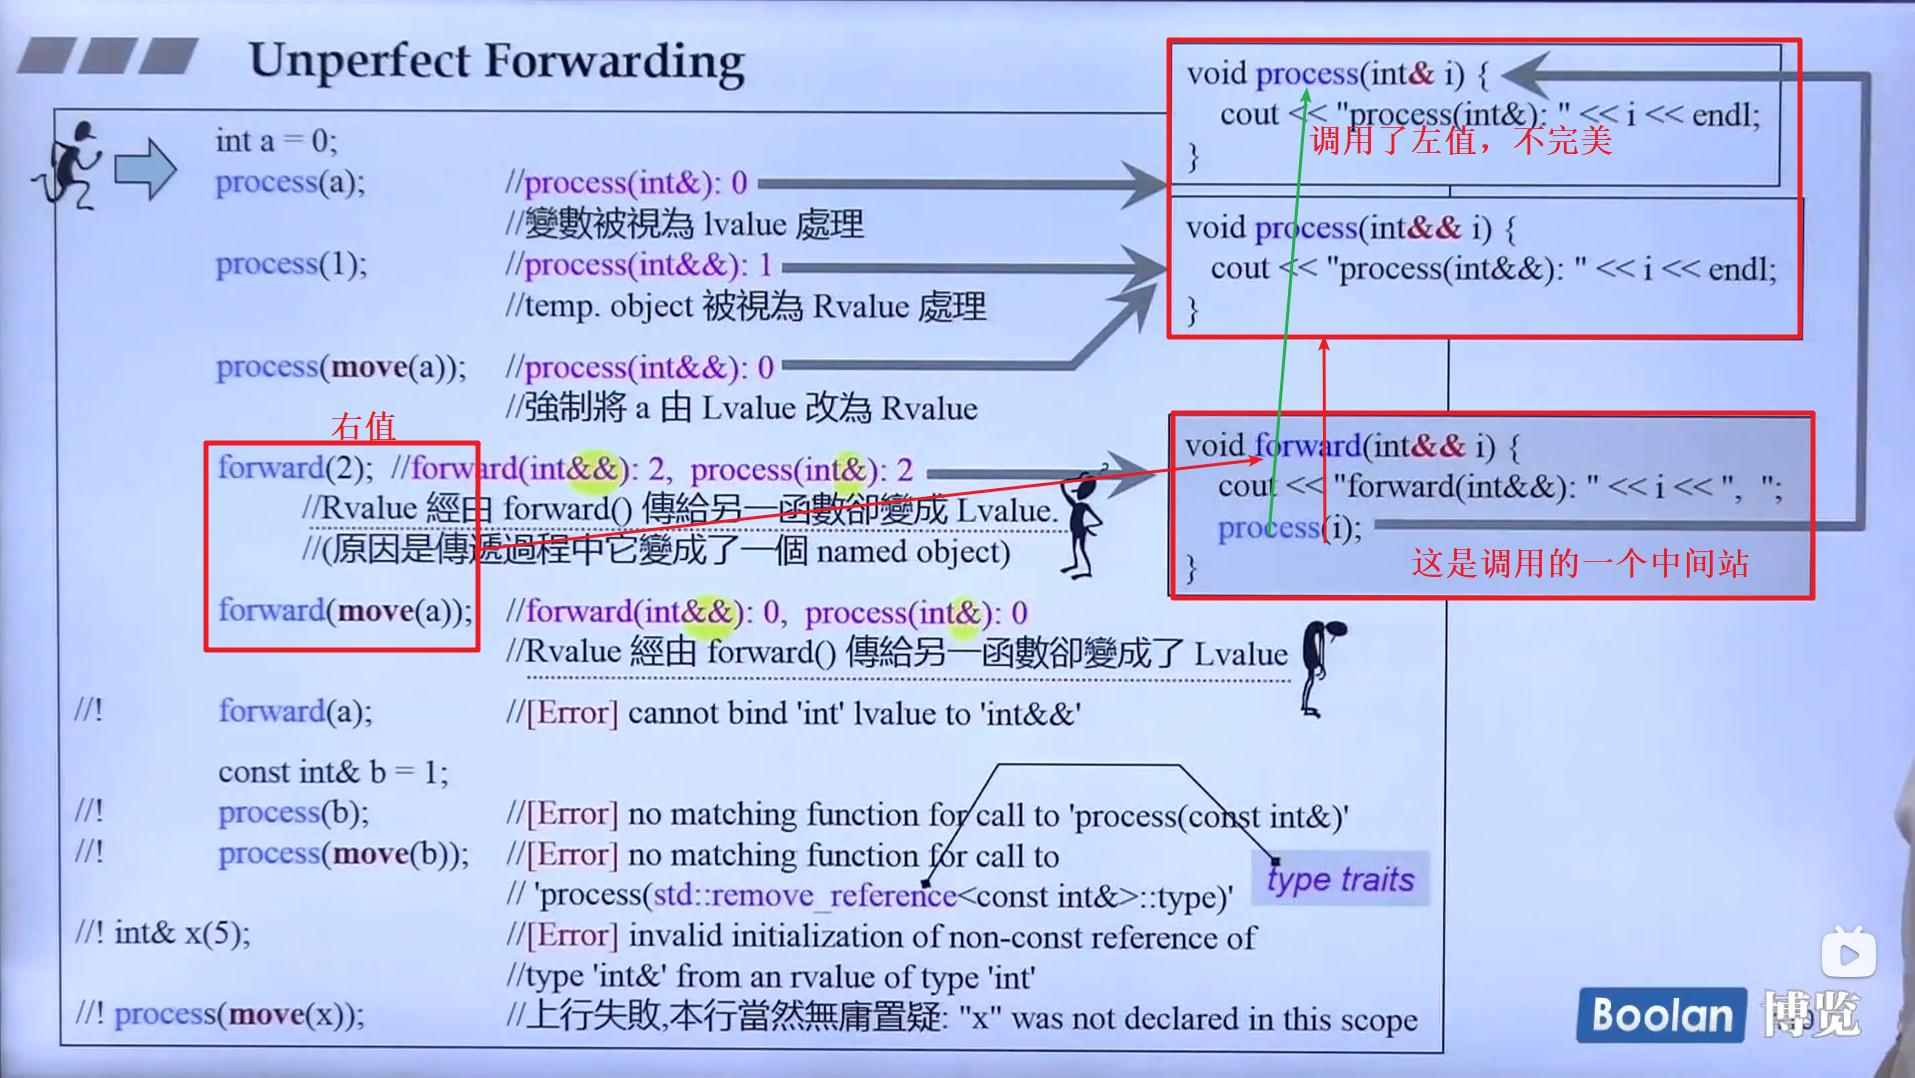 Unperfect Forwarding
int a = 0;
process(a); //process(int&): 0
//變數被視為 lvalue 處理
process(1); //process(int&&): 1
//temp. object 被視為 Rvalue 處理
process(move(a)); //process(int&&): 0
//強制將 a 由 Lvalue 改為 Rvalue
右值
forward(2); //forward(int&&): 2, process(int&): 2
//Rvalue 經由 forward() 傳給另一函數卻變成 Lvalue.
//(原因是傳遞過程中它變成了一個 named object)
forward(move(a)); //forward(int&&): 0, process(int&): 0
//Rvalue 經由 forward() 傳給另一函數卻變成了 Lvalue
//! forward(a); //[Error] cannot bind 'int' lvalue to 'int&&'
const int& b = 1;
//! process(b); //[Error] no matching function for call to 'process(const int&)'
//! process(move(b)); //[Error] no matching function for call to
// 'process(std::remove_reference<const int&>::type)'
//! int& x(5); //[Error] invalid initialization of non-const reference of
//type 'int&' from an rvalue of type 'int'
//! process(move(x)); //上行失敗,本行當然無庸置疑: "x" was not declared in this scope
void process(int& i) {
cout << "process(int&): " << i << endl;
调用了左值，不完美
}
void process(int&& i) {
cout << "process(int&&): " << i << endl;
}
void forward(int&& i) {
cout << "forward(int&&): " << i << ", ";
process(i);
这是调用的一个中间站
}
type traits
Boolan 博览